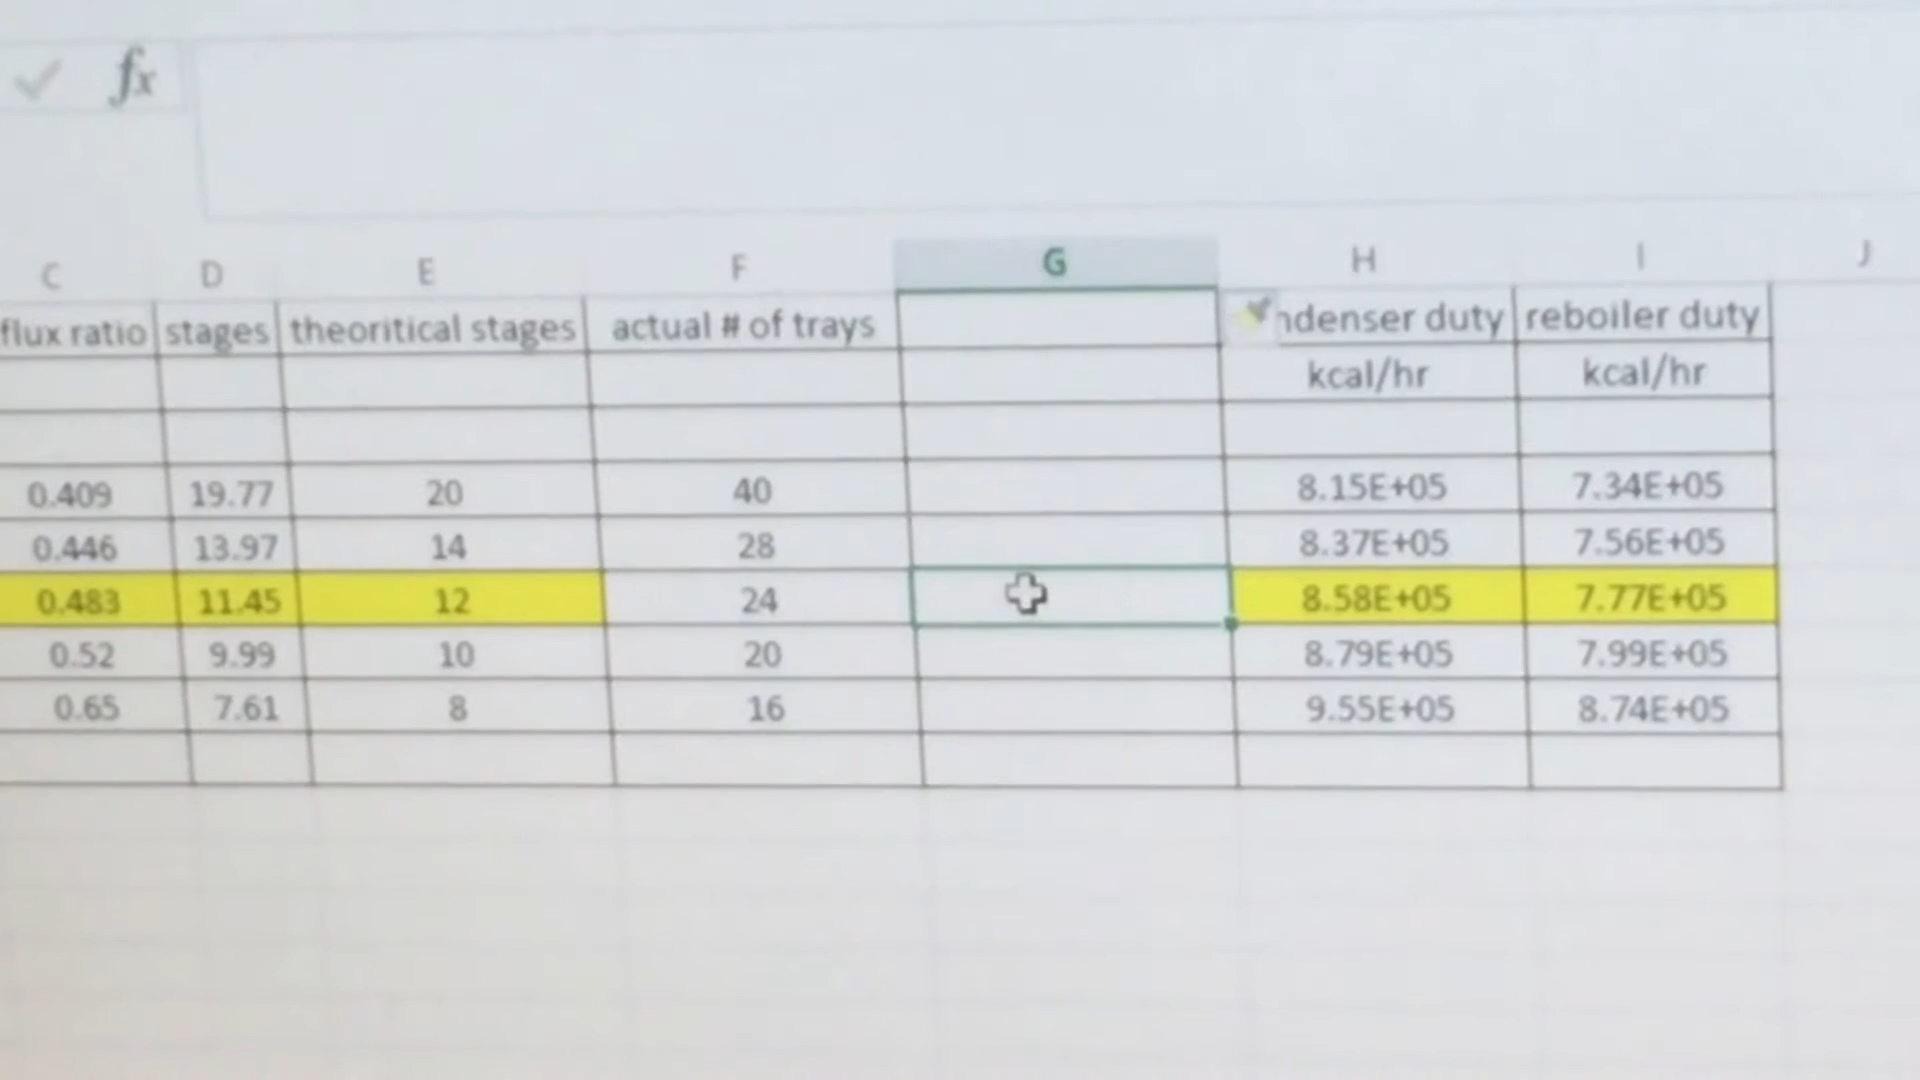 fx
C D E F G H I J
flux ratio stages theoritical stages actual # of trays ndenser duty reboiler duty
kcal/hr kcal/hr
0.409 19.77 20 40 8.15E+05 7.34E+05
0.446 13.97 14 28 8.37E+05 7.56E+05
0.483 11.45 12 24 8.58E+05 7.77E+05
0.52 9.99 10 20 8.79E+05 7.99E+05
0.65 7.61 8 16 9.55E+05 8.74E+05